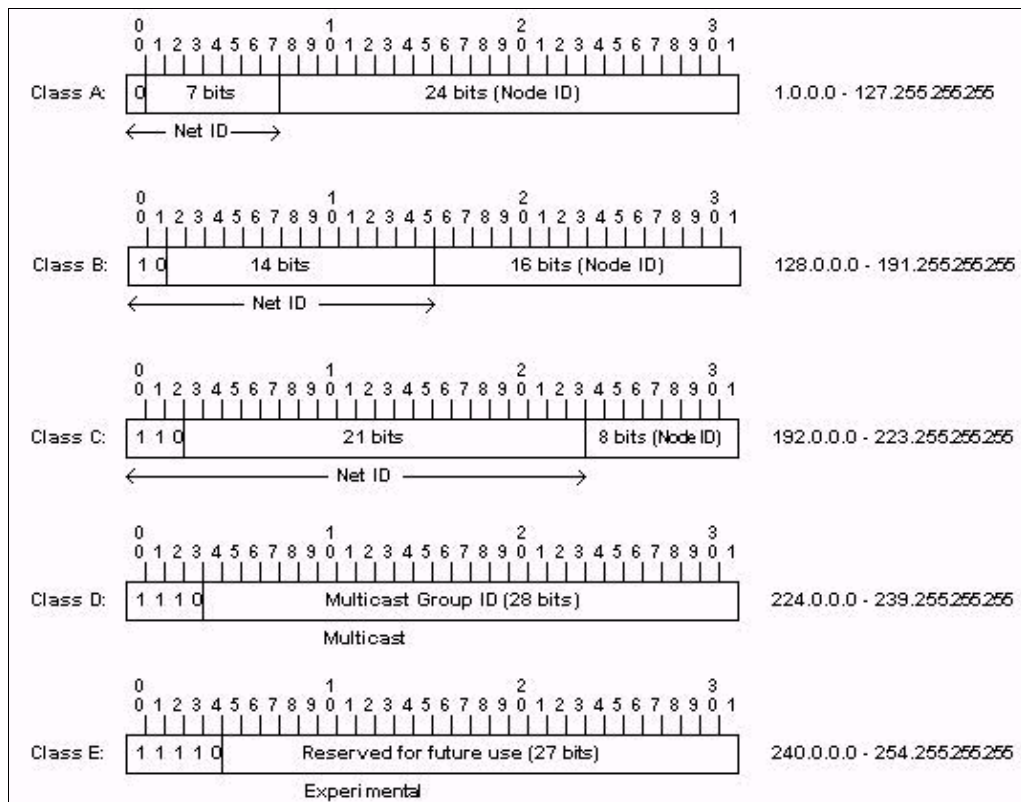 0 1 2 3
0 1 2 3 4 5 6 7 8 9 0 1 2 3 4 5 6 7 8 9 0 1 2 3 4 5 6 7 8 9 0 1
Class A: 0 7 bits 24 bits (Node ID) 1.0.0.0 - 127.255.255.255
Net ID
0 1 2 3
0 1 2 3 4 5 6 7 8 9 0 1 2 3 4 5 6 7 8 9 0 1 2 3 4 5 6 7 8 9 0 1
Class B: 1 0 14 bits 16 bits (Node ID) 128.0.0.0 - 191.255.255.255
Net ID
0 1 2 3
0 1 2 3 4 5 6 7 8 9 0 1 2 3 4 5 6 7 8 9 0 1 2 3 4 5 6 7 8 9 0 1
Class C: 1 1 0 21 bits 8 bits (Node ID) 192.0.0.0 - 223.255.255.255
Net ID
0 1 2 3
0 1 2 3 4 5 6 7 8 9 0 1 2 3 4 5 6 7 8 9 0 1 2 3 4 5 6 7 8 9 0 1
Class D: 1 1 1 0 Multicast Group ID (28 bits) 224.0.0.0 - 239.255.255.255
Multicast
0 1 2 3
0 1 2 3 4 5 6 7 8 9 0 1 2 3 4 5 6 7 8 9 0 1 2 3 4 5 6 7 8 9 0 1
Class E: 1 1 1 1 0 Reserved for future use (27 bits) 240.0.0.0 - 254.255.255.255
Experimental